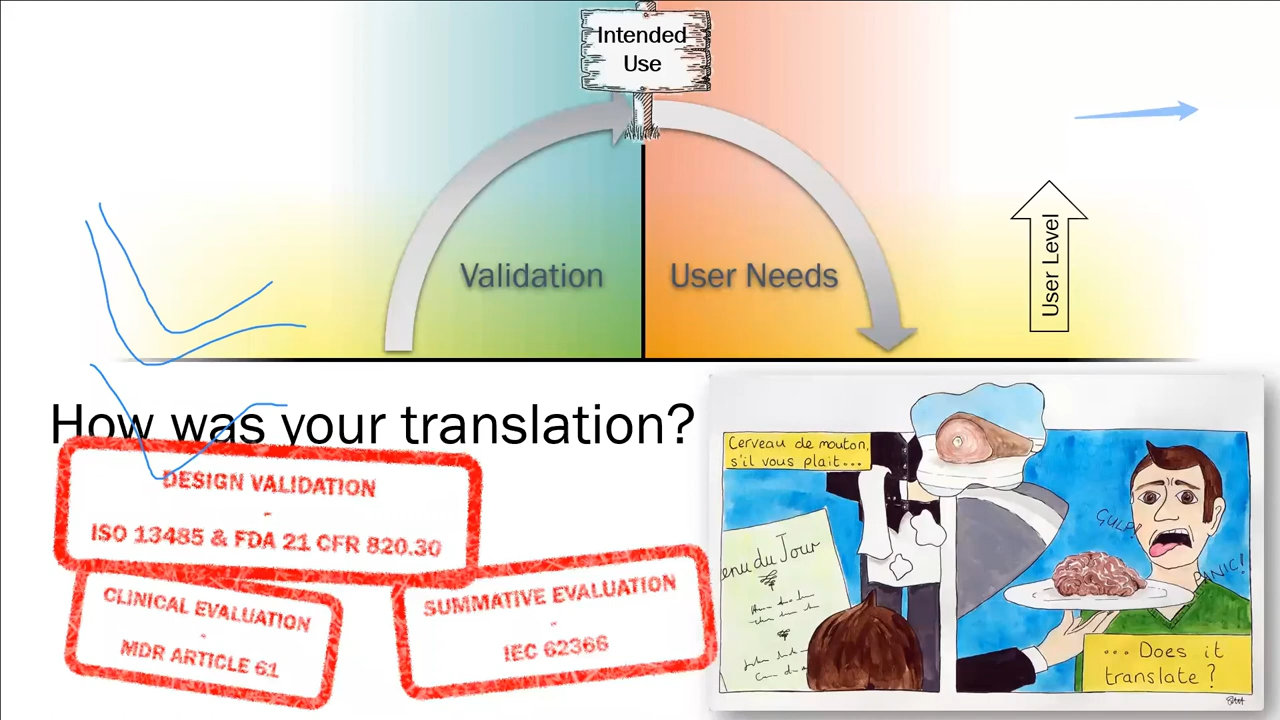 Intended
Use
Validation
User Needs
User Level
How was your translation?
DESIGN VALIDATION
-
ISO 13485 & FDA 21 CFR 820.30
CLINICAL EVALUATION
-
MDR ARTICLE 61
SUMMATIVE EVALUATION
-
IEC 62366
Cerveau de mouton,
s'il vous plait...
enu du Jour
GULP!
PANIC!
... Does it
translate?